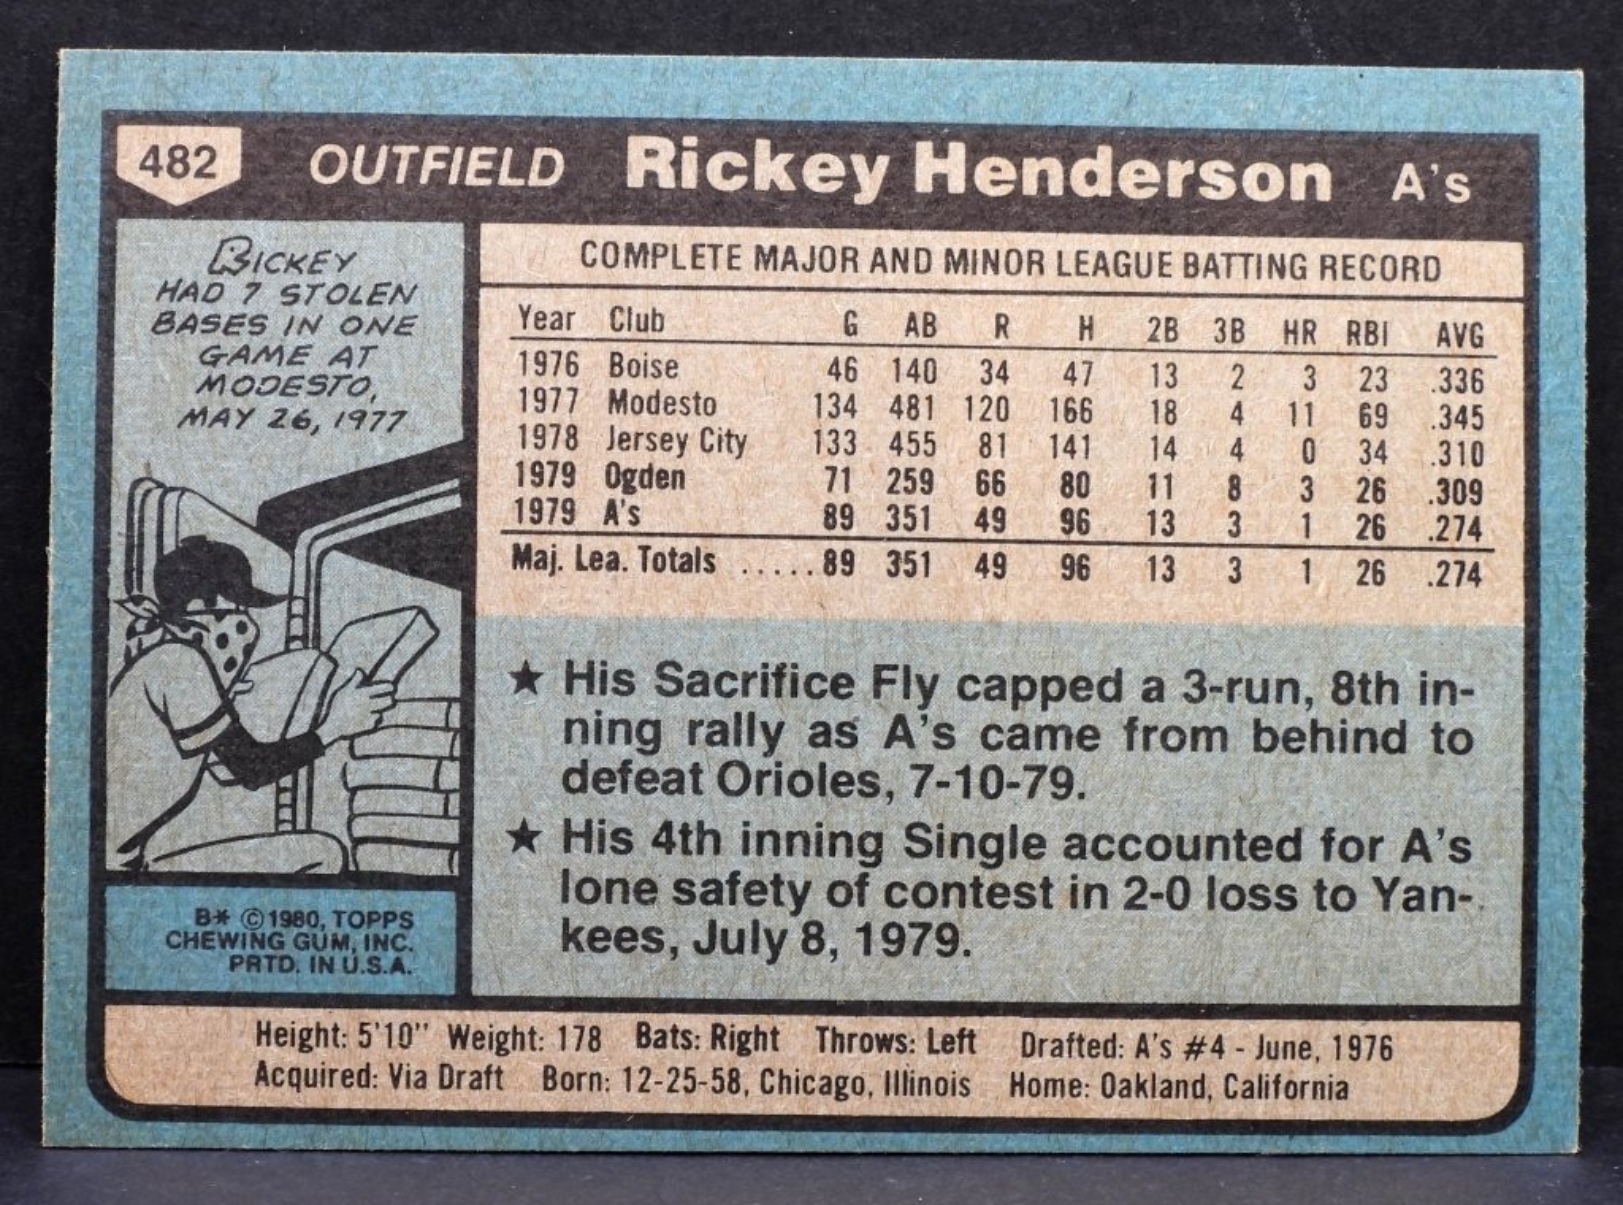 482 OUTFIELD Rickey Henderson A's
RICKEY
HAD 7 STOLEN
BASES IN ONE
GAME AT
MODESTO,
MAY 26, 1977
COMPLETE MAJOR AND MINOR LEAGUE BATTING RECORD
Year Club G AB R H 2B 3B HR RBI AVG
1976 Boise 46 140 34 47 13 2 3 23 .336
1977 Modesto 134 481 120 166 18 4 11 69 .345
1978 Jersey City 133 455 81 141 14 4 0 34 .310
1979 Ogden 71 259 66 80 11 8 3 26 .309
1979 A's 89 351 49 96 13 3 1 26 .274
Maj. Lea. Totals .....89 351 49 96 13 3 1 26 .274
★ His Sacrifice Fly capped a 3-run, 8th in-
ning rally as A's came from behind to
defeat Orioles, 7-10-79.
★ His 4th inning Single accounted for A's
lone safety of contest in 2-0 loss to Yan-
kees, July 8, 1979.
B* © 1980, TOPPS
CHEWING GUM, INC.
PRTD. IN U.S.A.
Height: 5'10" Weight: 178 Bats: Right Throws: Left Drafted: A's #4 - June, 1976
Acquired: Via Draft Born: 12-25-58, Chicago, Illinois Home: Oakland, California